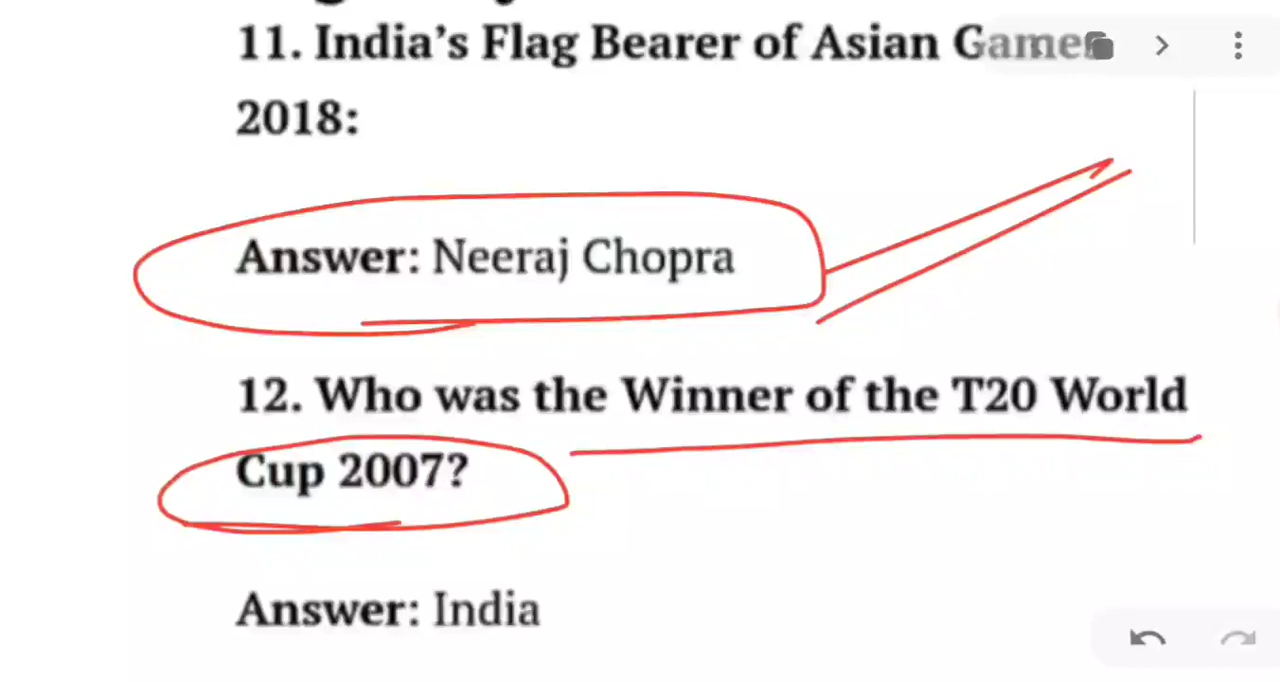 11. India’s Flag Bearer of Asian Games
2018:
Answer: Neeraj Chopra
12. Who was the Winner of the T20 World
Cup 2007?
Answer: India